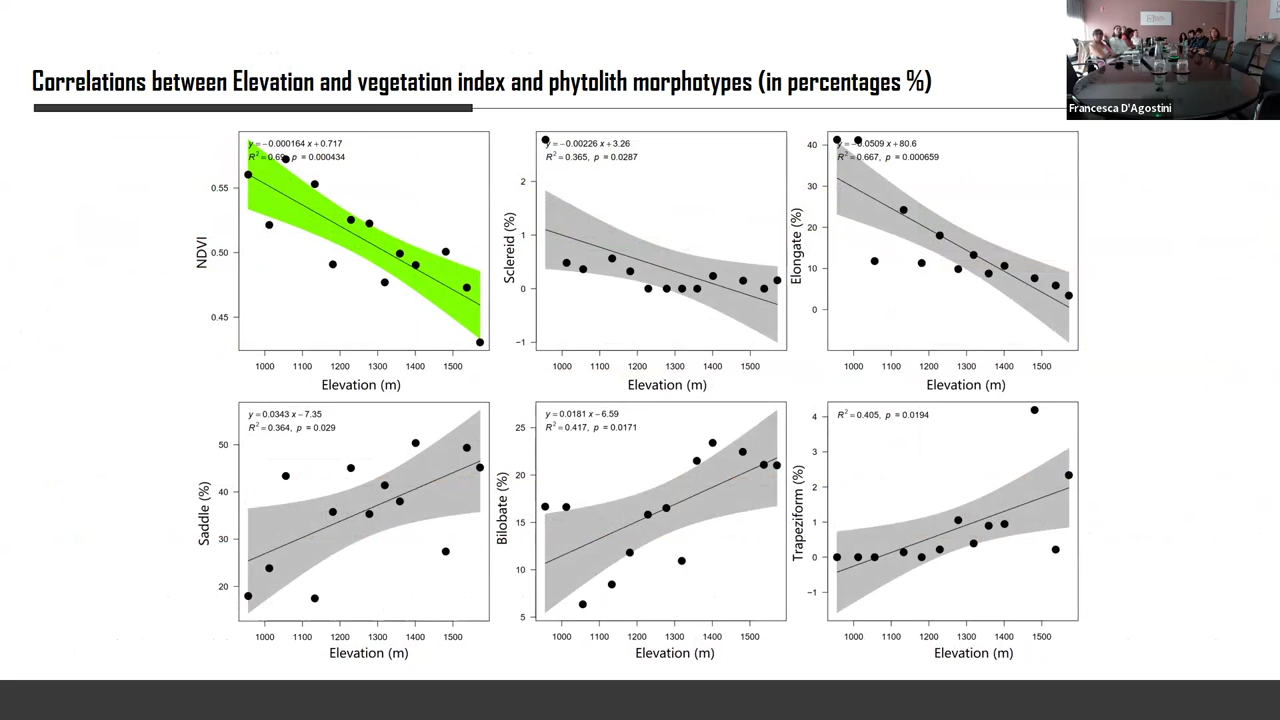 Correlations between Elevation and vegetation index and phytolith morphotypes (in percentages %)
Francesca D'Agostini
y = −0.000164 x + 0.717
R² = 0.69, p = 0.000434
0.55
0.50
0.45
NDVI
1000 1100 1200 1300 1400 1500
Elevation (m)
y = −0.00226 x + 3.26
R² = 0.365, p = 0.0287
2
1
0
−1
Sclereid (%)
1000 1100 1200 1300 1400 1500
Elevation (m)
y = −0.0509 x + 80.6
R² = 0.667, p = 0.000659
40
30
20
10
0
Elongate (%)
1000 1100 1200 1300 1400 1500
Elevation (m)
y = 0.0343 x − 7.35
R² = 0.364, p = 0.029
50
40
30
20
Saddle (%)
1000 1100 1200 1300 1400 1500
Elevation (m)
y = 0.0181 x − 6.59
R² = 0.417, p = 0.0171
25
20
15
10
5
Bilobate (%)
1000 1100 1200 1300 1400 1500
Elevation (m)
R² = 0.405, p = 0.0194
4
3
2
1
0
−1
Trapeziform (%)
1000 1100 1200 1300 1400 1500
Elevation (m)